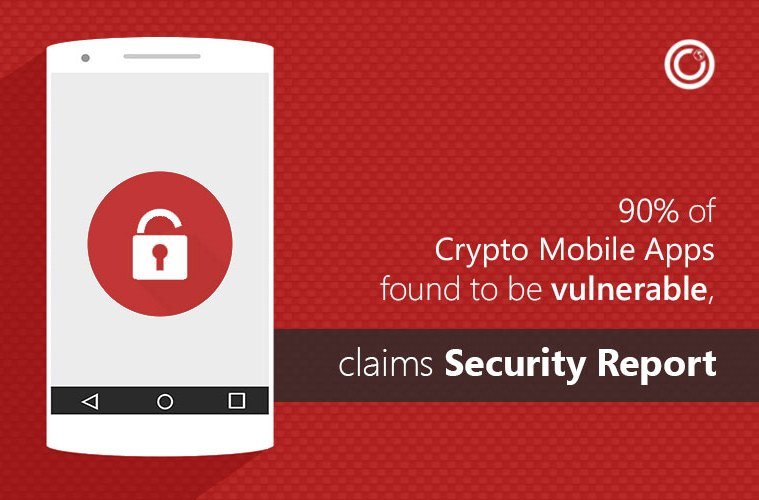 90% of
Crypto Mobile Apps
found to be vulnerable,
claims Security Report